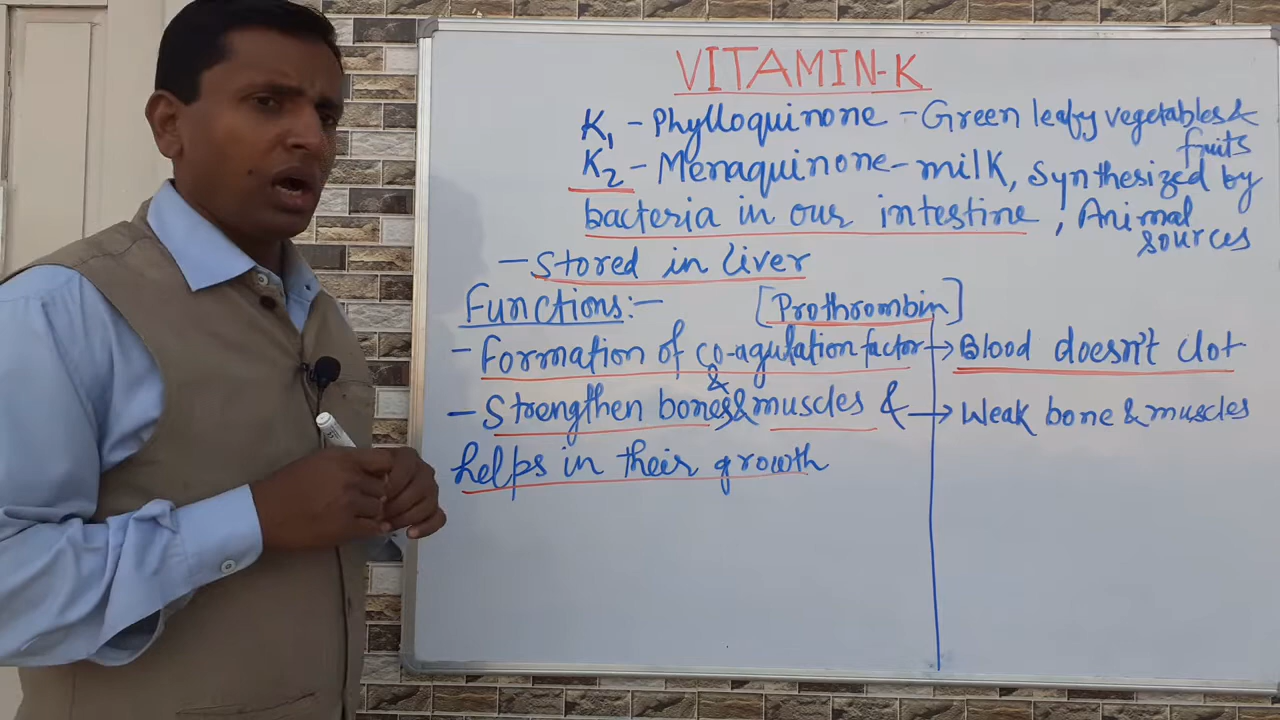 VITAMIN-K
K1 - Phylloquinone - Green leafy vegetables & fruits
K2 - Menaquinone - milk, Synthesized by
bacteria in our intestine, Animal sources
- Stored in liver
Functions:- [Prothrombin]
- Formation of co-agulation factor → Blood doesn't clot
&
- Strengthen bones & muscles & → Weak bone & muscles
helps in their growth